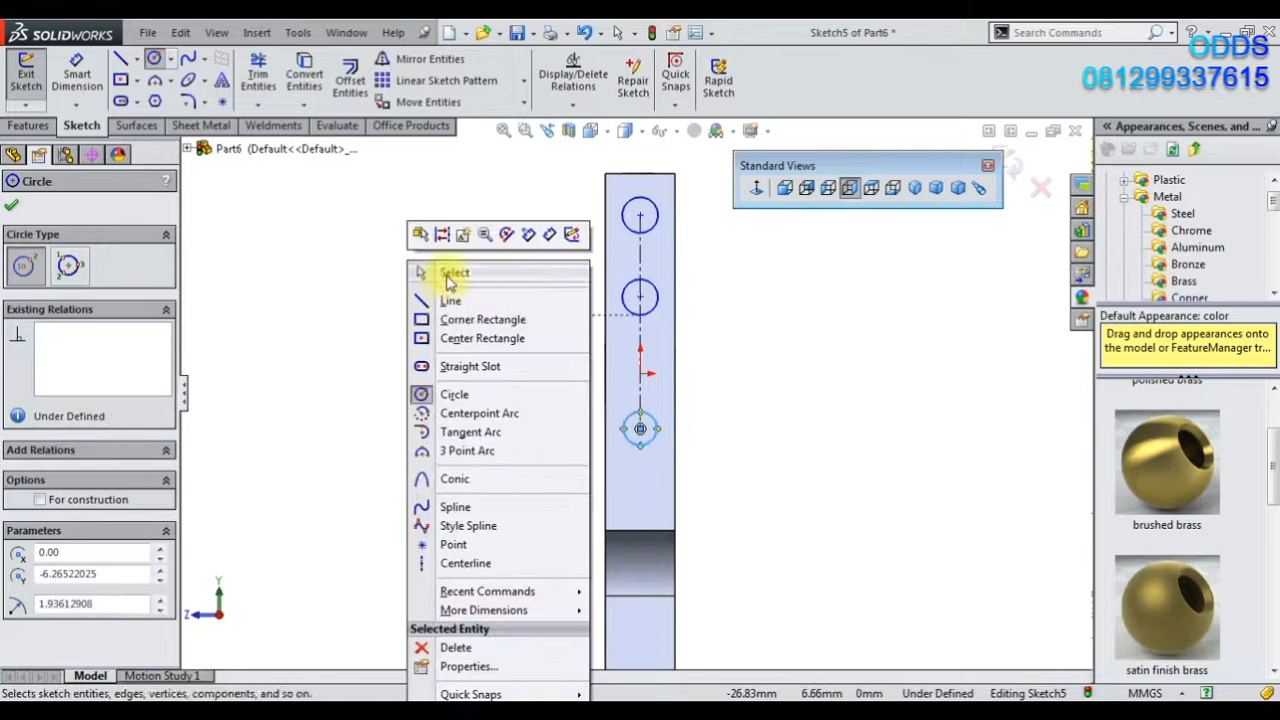 SOLIDWORKS
File
Edit
View
Insert
Tools
Window
Help
Sketch5 of Part6 *
Search Commands
ODDS
081299337615
Exit Sketch
Smart Dimension
Trim Entities
Convert Entities
Offset Entities
Mirror Entities
Linear Sketch Pattern
Move Entities
Display/Delete Relations
Repair Sketch
Quick Snaps
Rapid Sketch
Features
Sketch
Surfaces
Sheet Metal
Weldments
Evaluate
Office Products
Part6 (Default<<Default>_...
Circle
?
Circle Type
Existing Relations
Under Defined
Add Relations
Options
For construction
Parameters
0.00
-6.26522025
1.93612908
Select
Line
Corner Rectangle
Center Rectangle
Straight Slot
Circle
Centerpoint Arc
Tangent Arc
3 Point Arc
Conic
Spline
Style Spline
Point
Centerline
Recent Commands
More Dimensions
Selected Entity
Delete
Properties...
Quick Snaps
Standard Views
Y
Z
Appearances, Scenes, and...
Plastic
Metal
Steel
Chrome
Aluminum
Bronze
Brass
Copper
Default Appearance: color
Drag and drop appearances onto
the model or FeatureManager tr...
polished brass
brushed brass
satin finish brass
Model
Motion Study 1
Selects sketch entities, edges, vertices, components, and so on.
-26.83mm
6.66mm
0mm
Under Defined
Editing Sketch5
MMGS